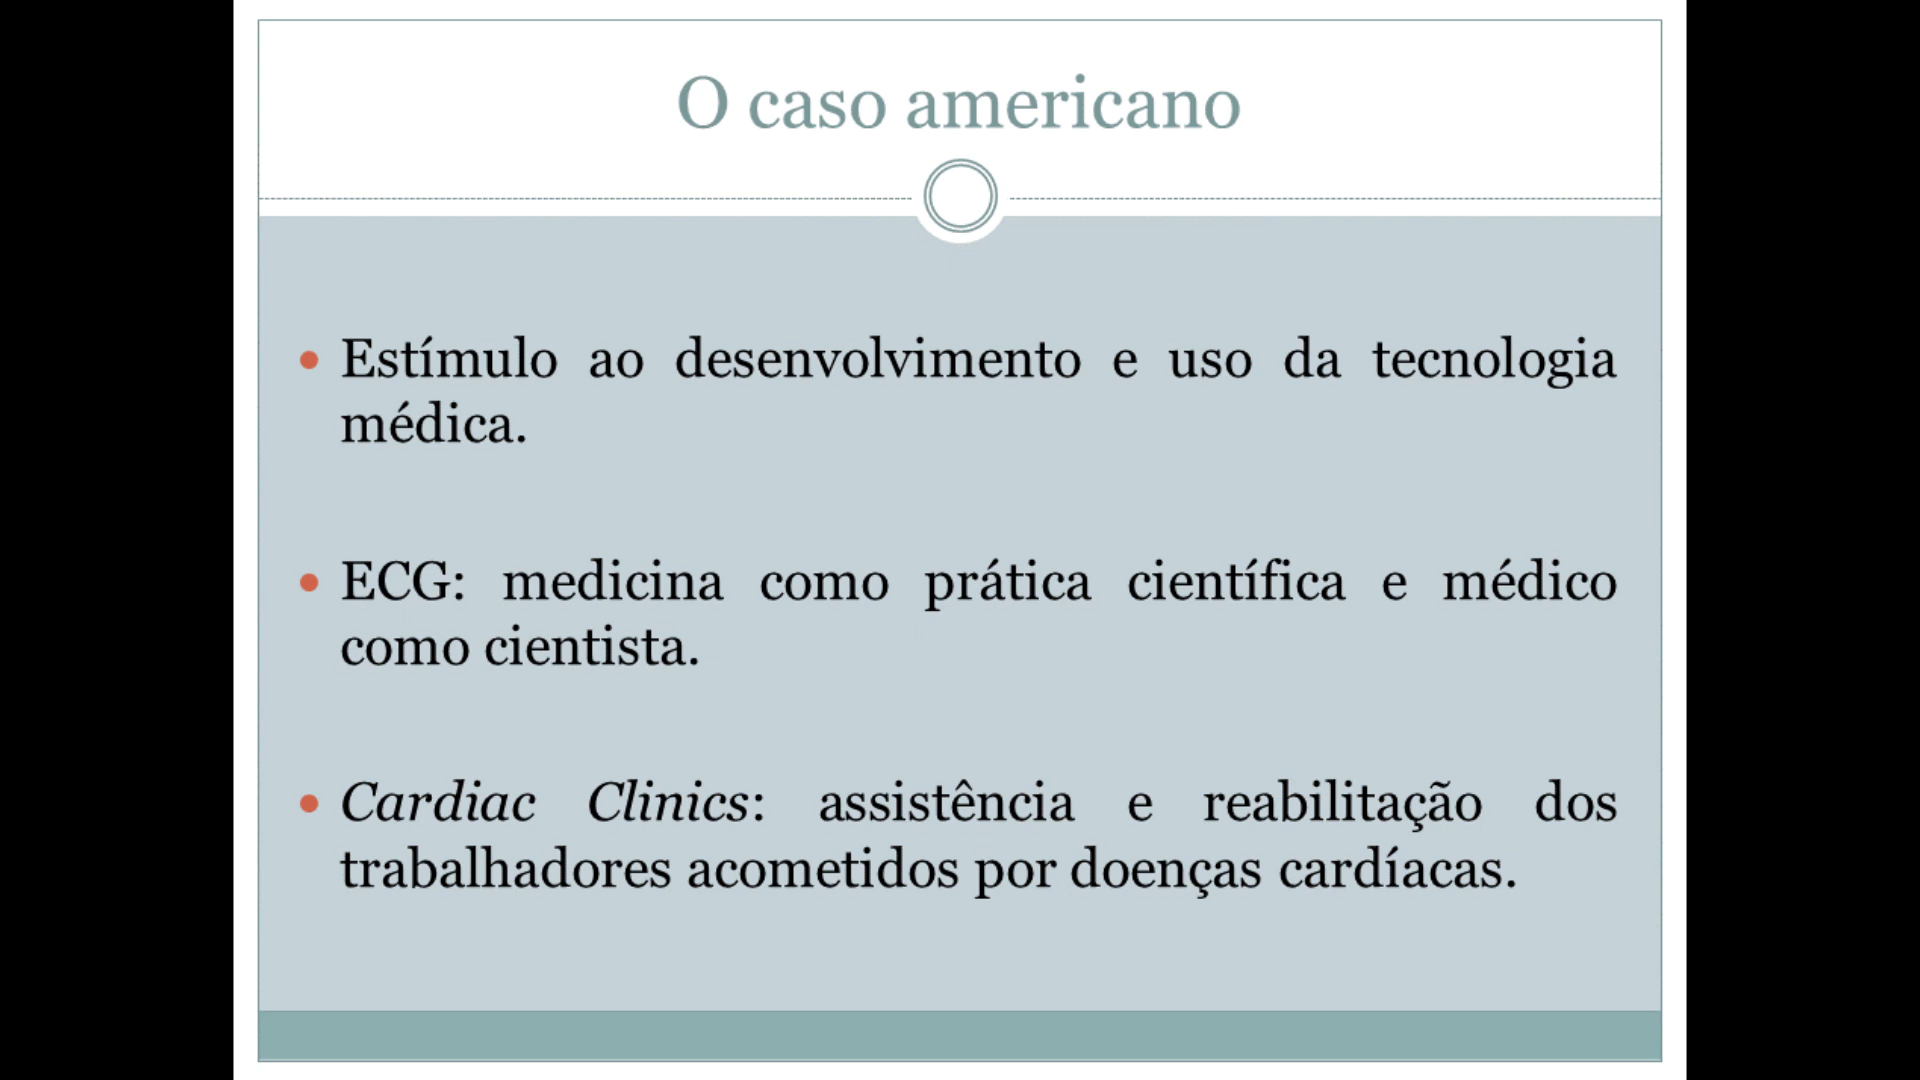 O caso americano
Estímulo ao desenvolvimento e uso da tecnologia
médica.
ECG: medicina como prática científica e médico
como cientista.
Cardiac Clinics: assistência e reabilitação dos
trabalhadores acometidos por doenças cardíacas.